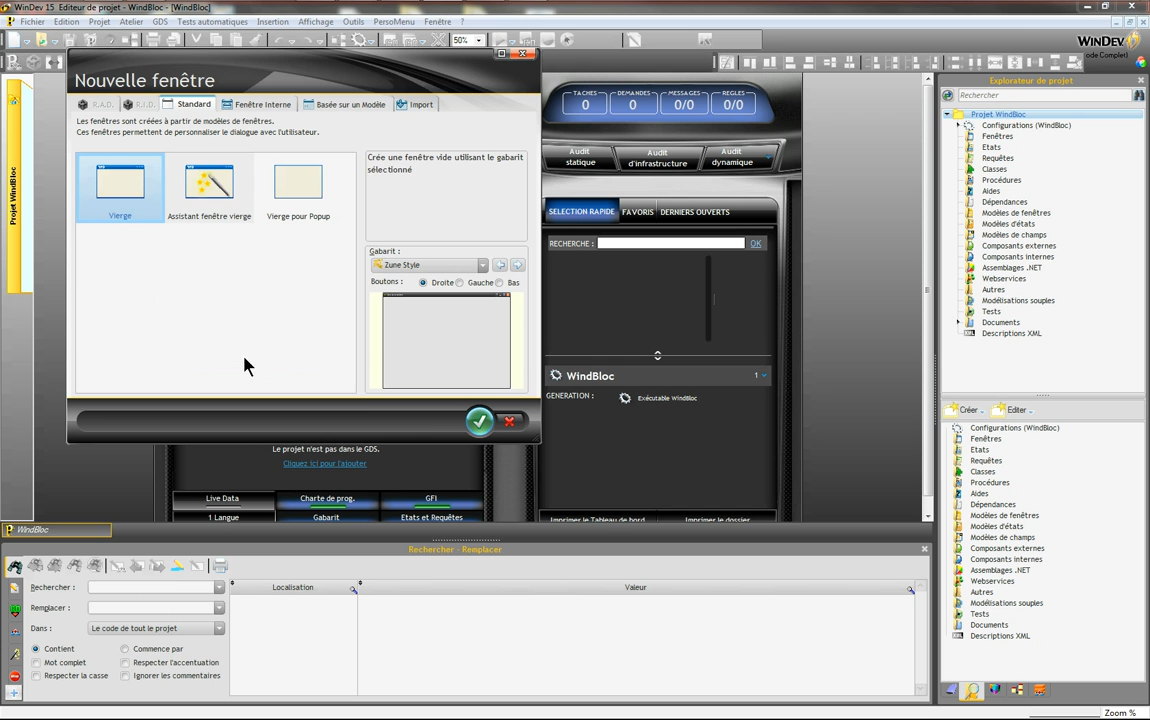 WinDev 15 Editeur de projet - WindBloc - [WindBloc]
Fichier Edition Projet Atelier GDS Tests automatiques Insertion Affichage Outils PersoMenu Fenêtre ?
50%
WINDEV
ode Complet)
Nouvelle fenêtre
R.A.D. R.I.D. Standard Fenêtre Interne Basée sur un Modèle Import
Les fenêtres sont créées à partir de modèles de fenêtres.
Ces fenêtres permettent de personnaliser le dialogue avec l'utilisateur.
Vierge
Assistant fenêtre vierge
Vierge pour Popup
Crée une fenêtre vide utilisant le gabarit
sélectionné
Gabarit :
Zune Style
Boutons : Droite Gauche Bas
Projet WindBloc
TACHES DEMANDES MESSAGES REGLES
0 0 0/0 0/0
Audit
statique
Audit
d'infrastructure
Audit
dynamique
SELECTION RAPIDE FAVORIS DERNIERS OUVERTS
RECHERCHE : OK
WindBloc 1
GENERATION : Exécutable WindBloc
Le projet n'est pas dans le GDS.
Cliquez ici pour l'ajouter
Live Data Charte de prog. GFI
1 Langue Gabarit Etats et Requêtes
Imprimer le Tableau de bord Imprimer le dossier
Explorateur de projet
Rechercher
Projet WindBloc
Configurations (WindBloc)
Fenêtres
Etats
Requêtes
Classes
Procédures
Aides
Dépendances
Modèles de fenêtres
Modèles d'états
Modèles de champs
Composants externes
Composants internes
Assemblages .NET
Webservices
Autres
Modélisations souples
Tests
Documents
Descriptions XML
Créer Editer
Configurations (WindBloc)
Fenêtres
Etats
Requêtes
Classes
Procédures
Aides
Dépendances
Modèles de fenêtres
Modèles d'états
Modèles de champs
Composants externes
Composants internes
Assemblages .NET
Webservices
Autres
Modélisations souples
Tests
Documents
Descriptions XML
WindBloc
Rechercher - Remplacer
Rechercher :
Remplacer :
Dans : Le code de tout le projet
Contient Commence par
Mot complet Respecter l'accentuation
Respecter la casse Ignorer les commentaires
Localisation Valeur
Zoom %